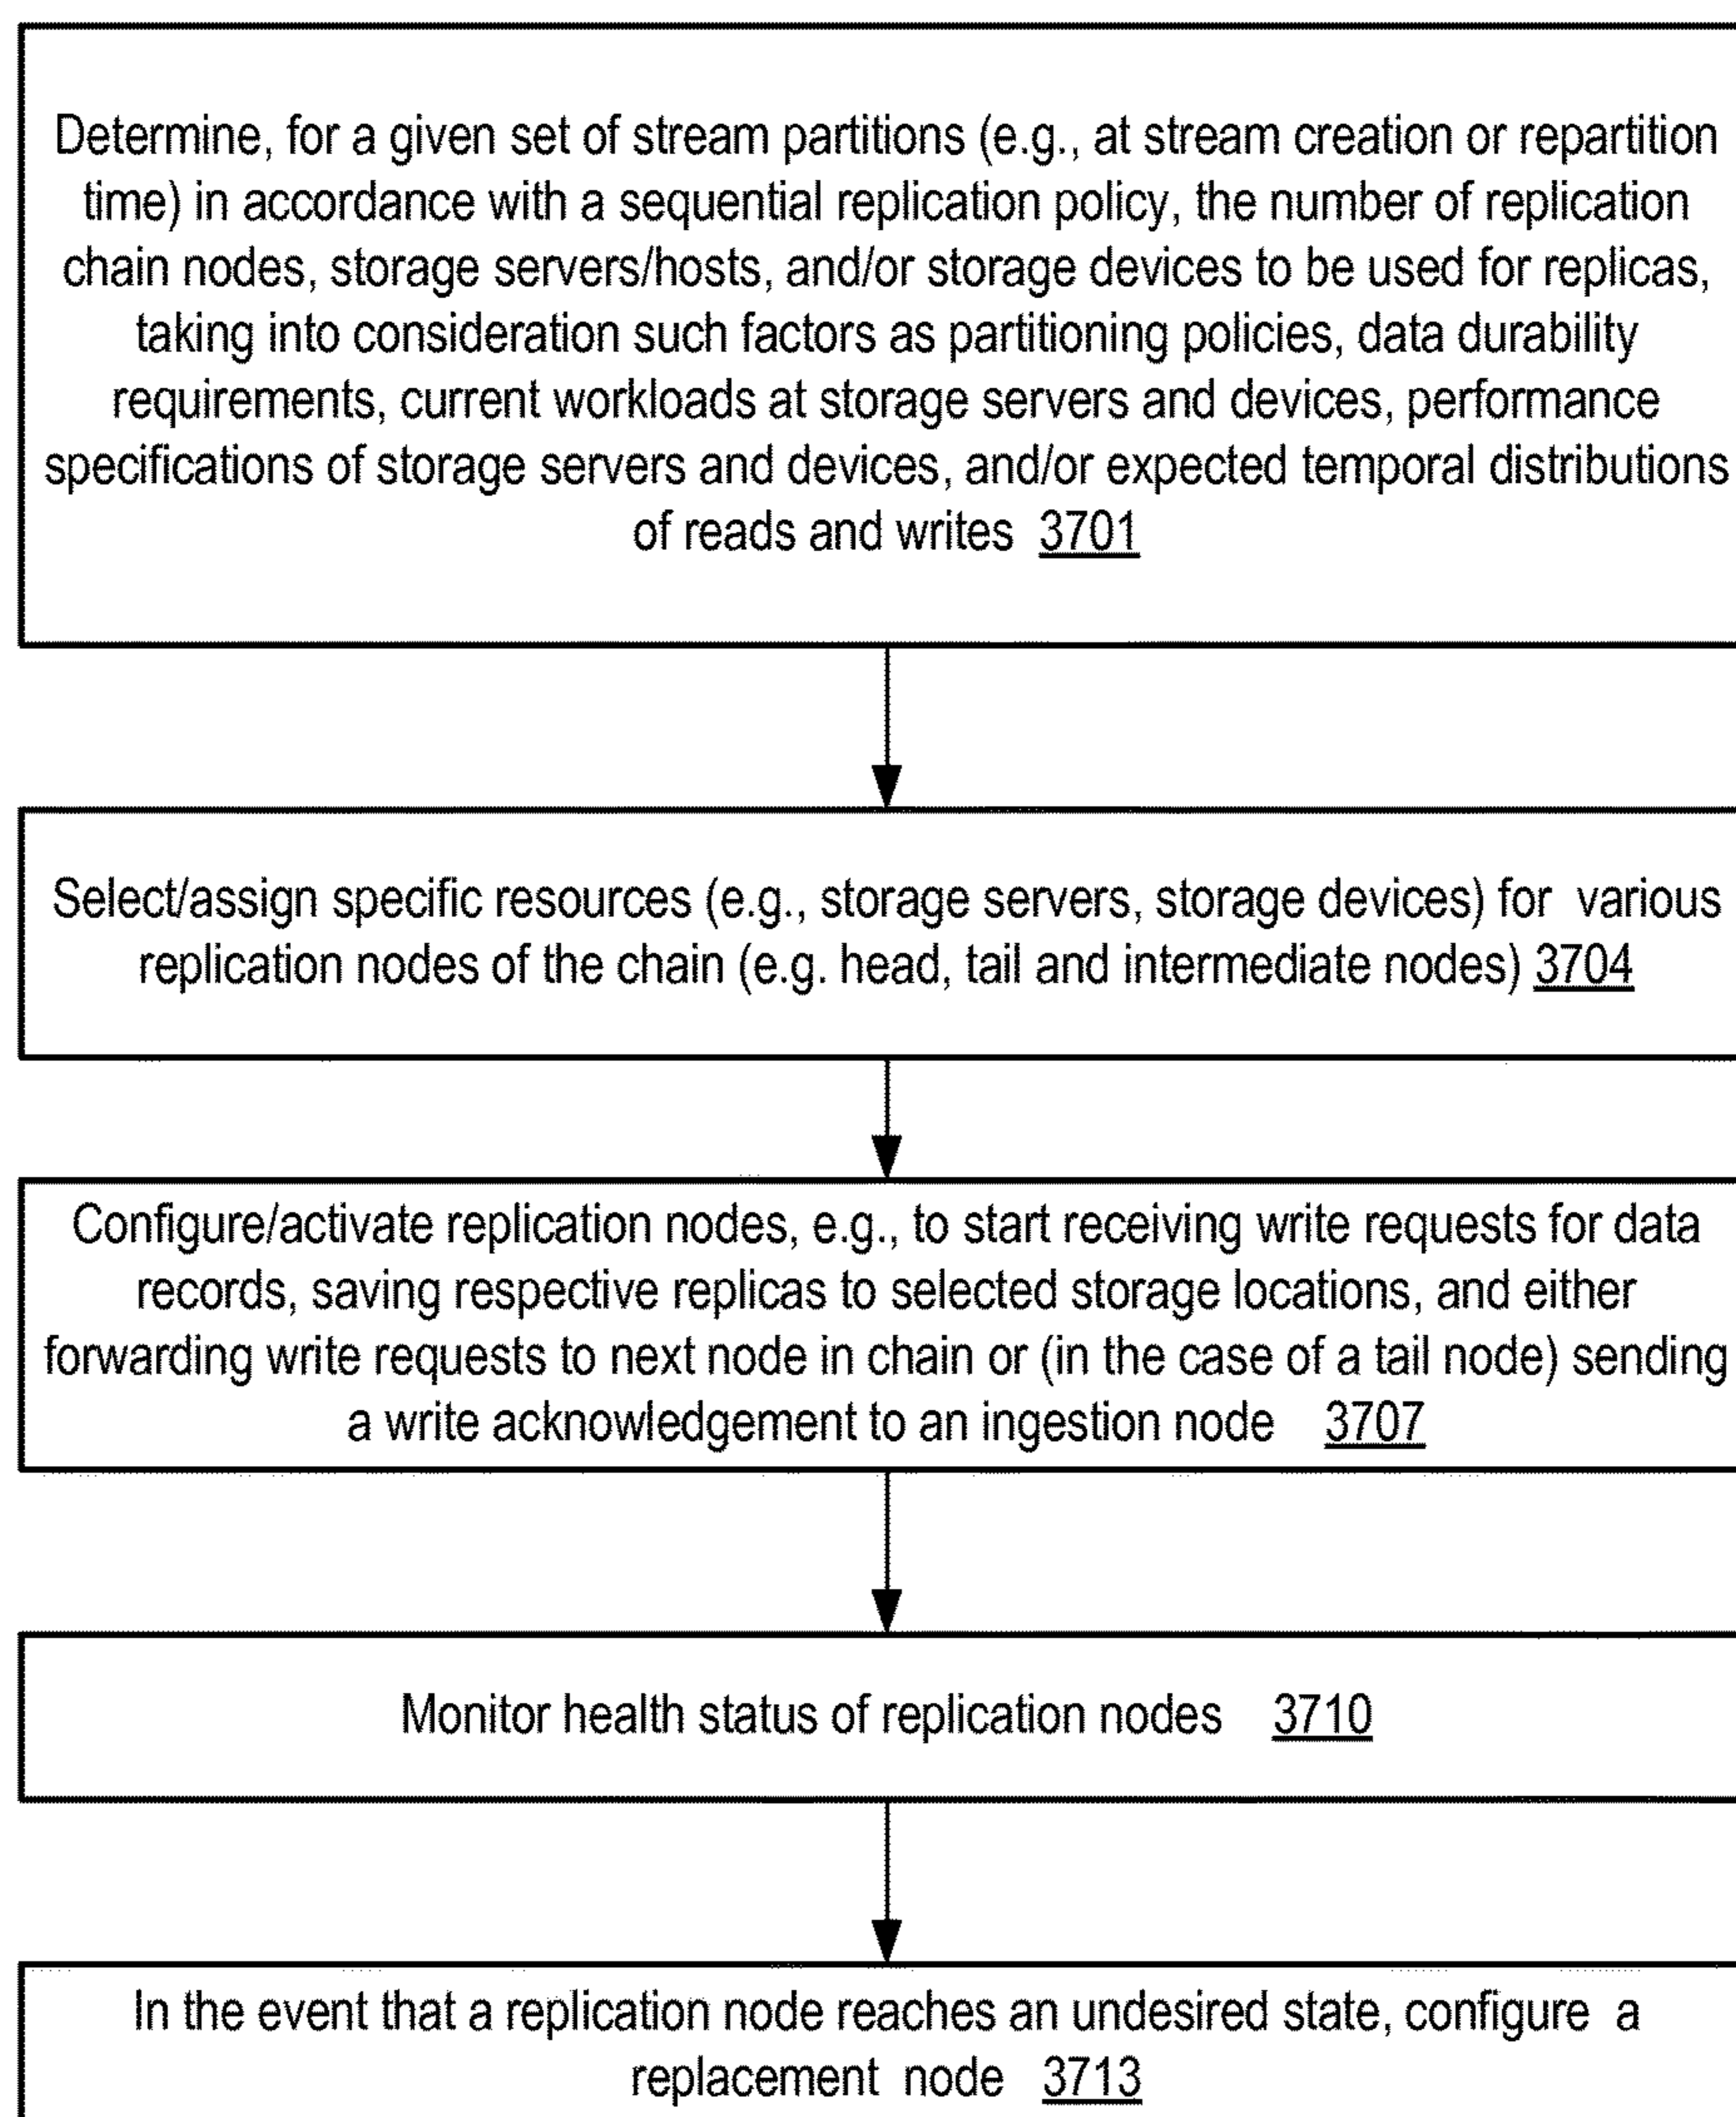 Determine, for a given set of stream partitions (e.g., at stream creation or repartition
time) in accordance with a sequential replication policy, the number of replication
chain nodes, storage servers/hosts, and/or storage devices to be used for replicas,
taking into consideration such factors as partitioning policies, data durability
requirements, current workloads at storage servers and devices, performance
specifications of storage servers and devices, and/or expected temporal distributions
of reads and writes 3701
Select/assign specific resources (e.g., storage servers, storage devices) for various
replication nodes of the chain (e.g. head, tail and intermediate nodes) 3704
Configure/activate replication nodes, e.g., to start receiving write requests for data
records, saving respective replicas to selected storage locations, and either
forwarding write requests to next node in chain or (in the case of a tail node) sending
a write acknowledgement to an ingestion node 3707
Monitor health status of replication nodes 3710
In the event that a replication node reaches an undesired state, configure a
replacement node 3713